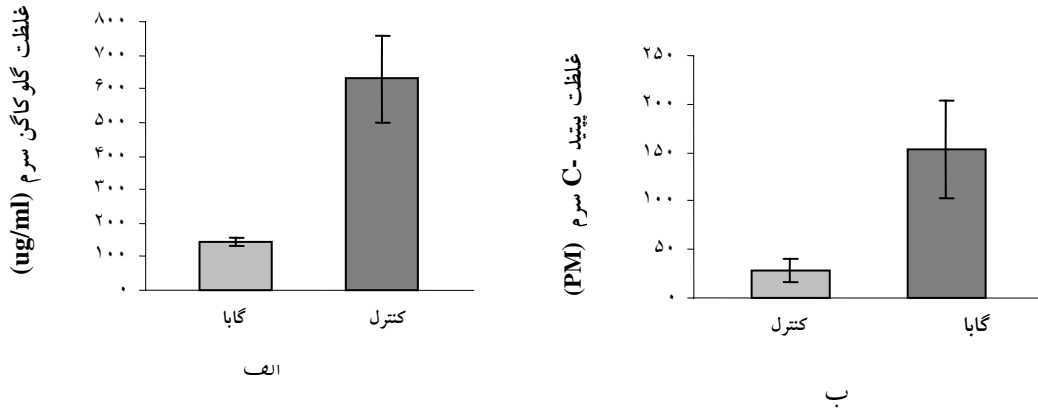 غلظت گلوکاگن سرم (ug/ml)
۸۰۰
۷۰۰
۶۰۰
۵۰۰
۴۰۰
۳۰۰
۲۰۰
۱۰۰
۰
گابا کنترل
الف
غلظت پپتید -C سرم (PM)
۲۵۰
۲۰۰
۱۵۰
۱۰۰
۵۰
۰
کنترل گابا
ب